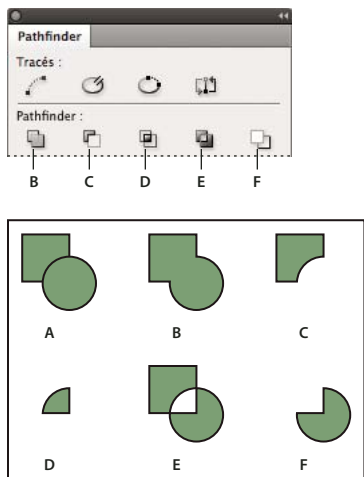 Pathfinder
Tracés :
Pathfinder :
B C D E F
A B C
D E F